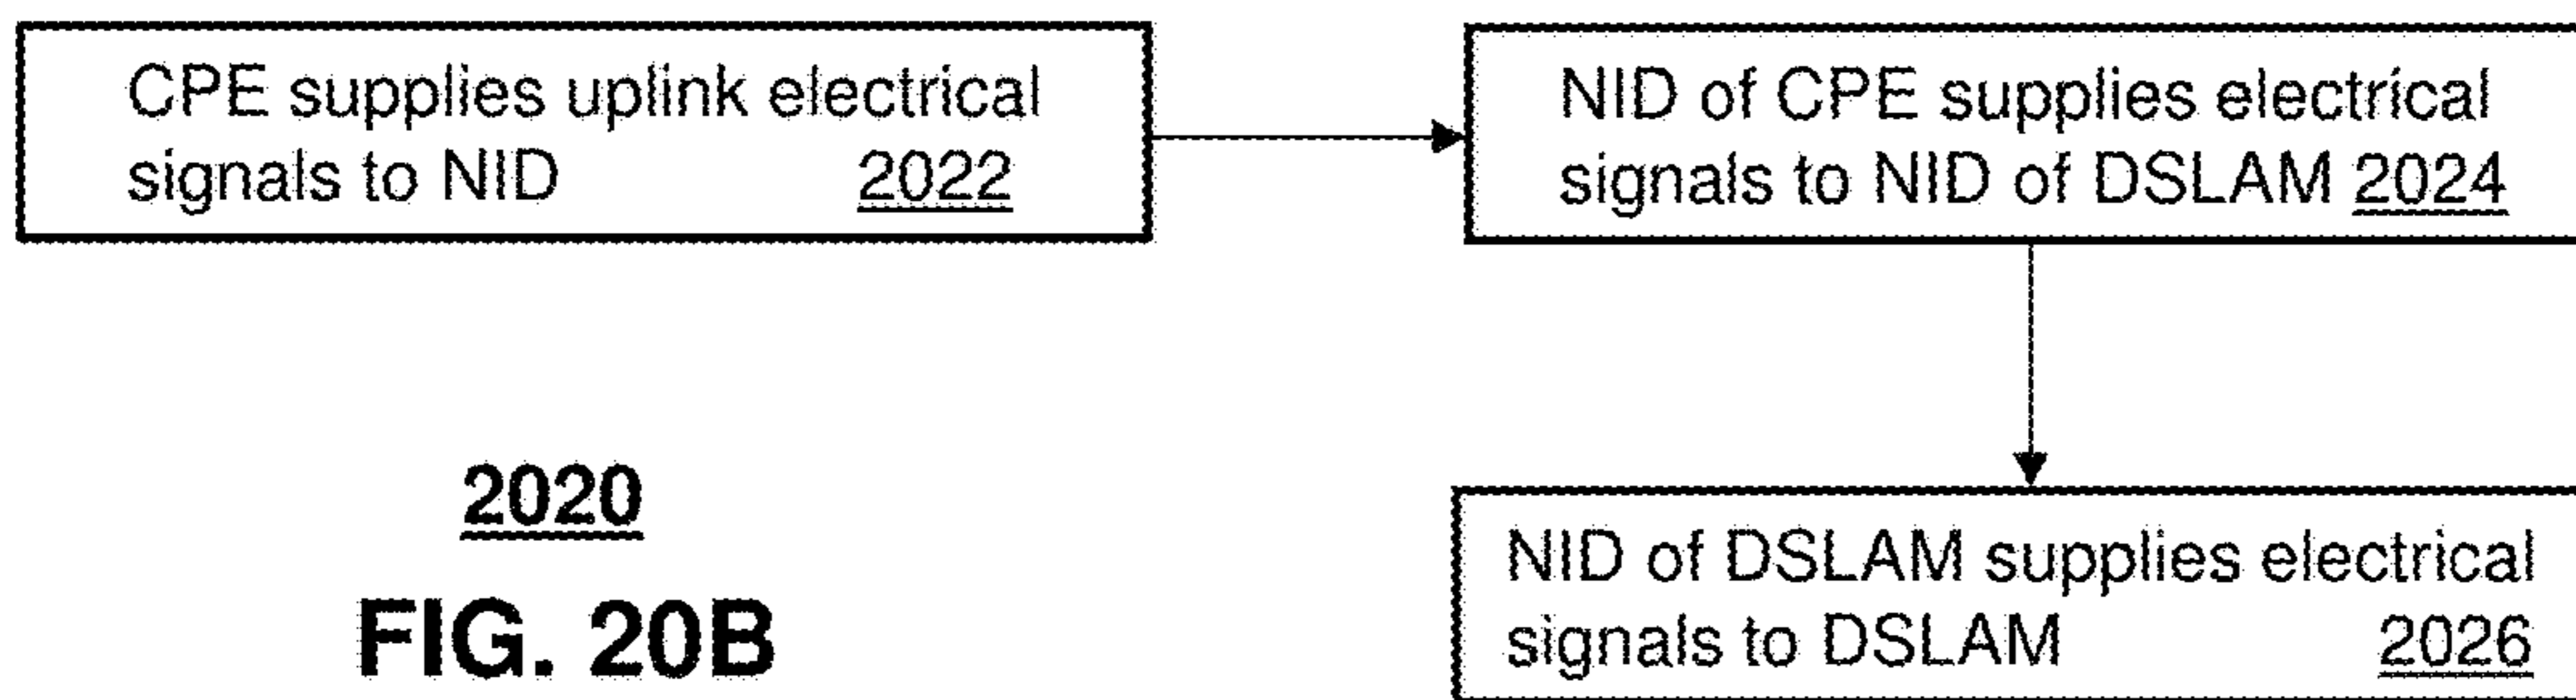 CPE supplies uplink electrical
signals to NID 2022
NID of CPE supplies electrical
signals to NID of DSLAM 2024
NID of DSLAM supplies electrical
signals to DSLAM 2026
2020
FIG. 20B